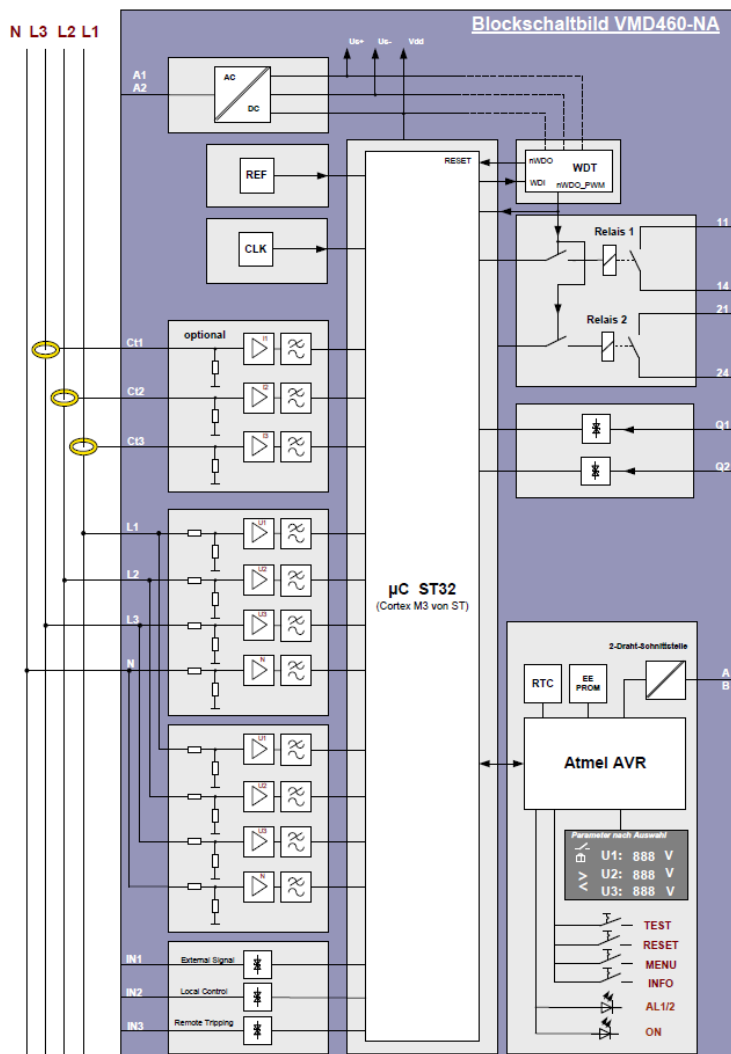 Blockschaltbild VMD460-NA
N L3 L2 L1
Us+ Us- Vdd
A1
A2
AC
DC
RESET
nWDO
WDT
WDI
nWDO_PWM
REF
CLK
Relais 1
11
14
Relais 2
21
24
optional
Ct1
I1
Ct2
I2
Ct3
I3
Q1
Q2
L1
U1
L2
U2
L3
U3
N
N
µC ST32
(Cortex M3 von ST)
U1
U2
U3
N
2-Draht-Schnittstelle
RTC
EE
PROM
A
B
Atmel AVR
Parameter nach Auswahl
U1: 888 V
U2: 888 V
U3: 888 V
>
<
TEST
RESET
MENU
INFO
AL1/2
ON
IN1
External Signal
IN2
Local Control
IN3
Remote Tripping